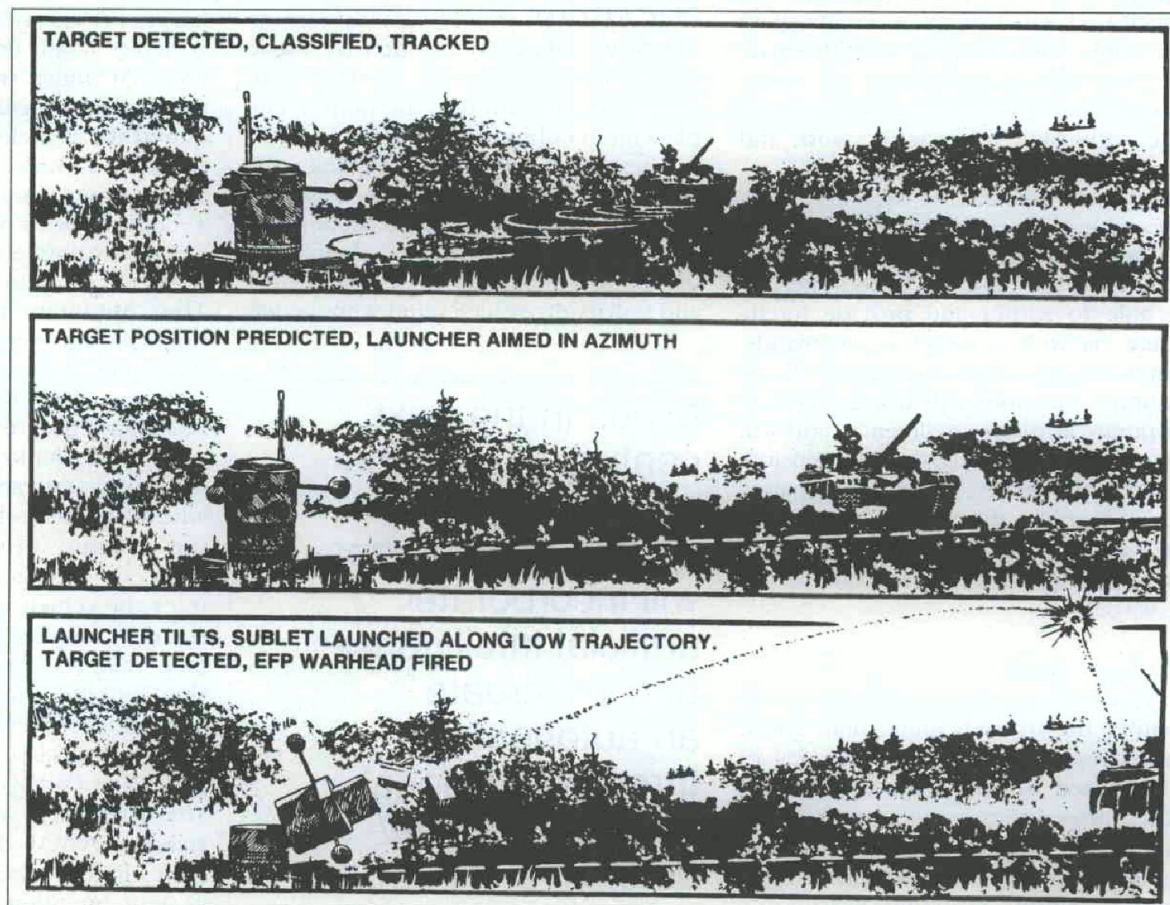 TARGET DETECTED, CLASSIFIED, TRACKED
TARGET POSITION PREDICTED, LAUNCHER AIMED IN AZIMUTH
LAUNCHER TILTS, SUBLET LAUNCHED ALONG LOW TRAJECTORY.
TARGET DETECTED, EFP WARHEAD FIRED